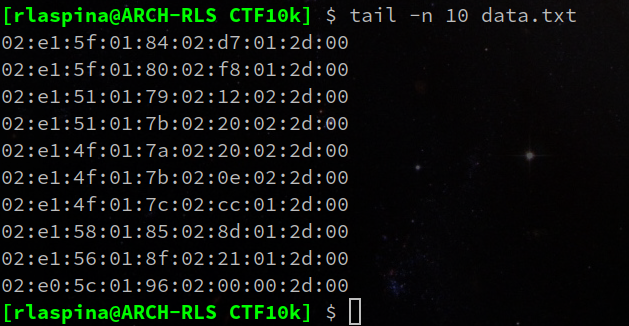 [rlaspina@ARCH-RLS CTF10k] $ tail -n 10 data.txt
02:e1:5f:01:84:02:d7:01:2d:00
02:e1:5f:01:80:02:f8:01:2d:00
02:e1:51:01:79:02:12:02:2d:00
02:e1:51:01:7b:02:20:02:2d:00
02:e1:4f:01:7a:02:20:02:2d:00
02:e1:4f:01:7b:02:0e:02:2d:00
02:e1:4f:01:7c:02:cc:01:2d:00
02:e1:58:01:85:02:8d:01:2d:00
02:e1:56:01:8f:02:21:01:2d:00
02:e0:5c:01:96:02:00:00:2d:00
[rlaspina@ARCH-RLS CTF10k] $